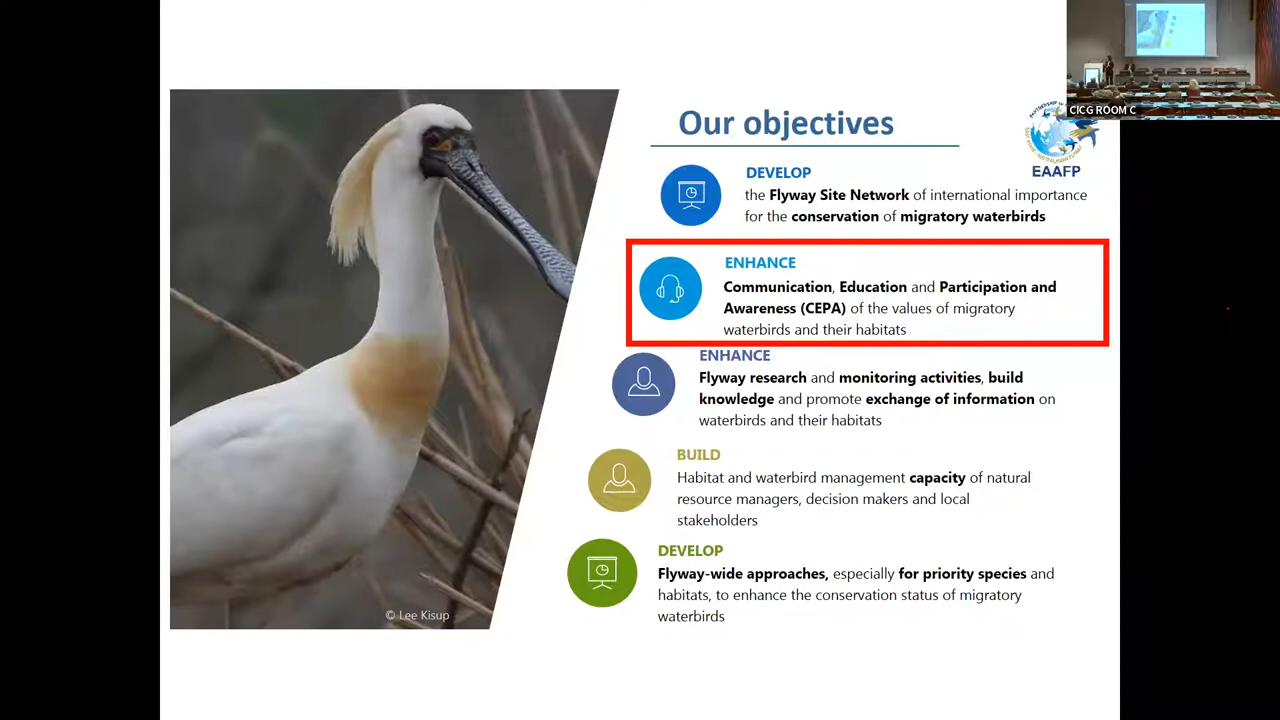 CICG ROOM C
Our objectives
EAAFP
DEVELOP
the Flyway Site Network of international importance
for the conservation of migratory waterbirds
ENHANCE
Communication, Education and Participation and
Awareness (CEPA) of the values of migratory
waterbirds and their habitats
ENHANCE
Flyway research and monitoring activities, build
knowledge and promote exchange of information on
waterbirds and their habitats
BUILD
Habitat and waterbird management capacity of natural
resource managers, decision makers and local
stakeholders
DEVELOP
Flyway-wide approaches, especially for priority species and
habitats, to enhance the conservation status of migratory
waterbirds
© Lee Kisup